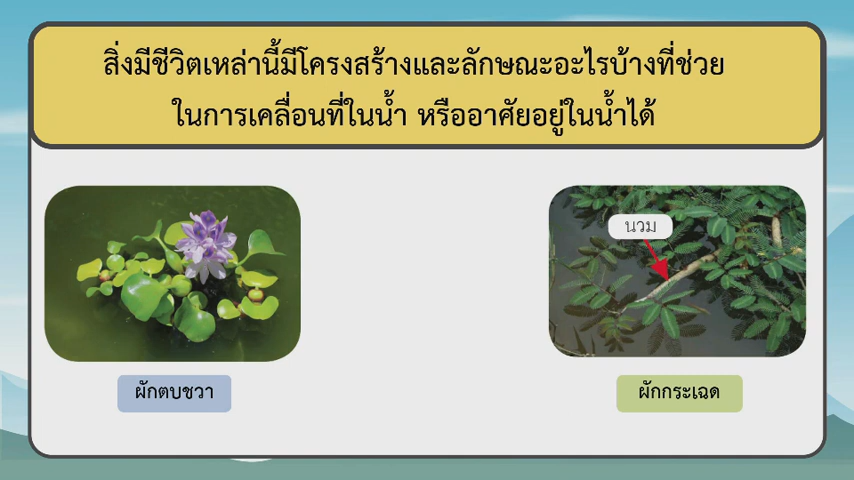 สิ่งมีชีวิตเหล่านี้มีโครงสร้างและลักษณะอะไรบ้างที่ช่วย
ในการเคลื่อนที่ในน้ำ หรืออาศัยอยู่ในน้ำได้
นวม
ผักตบชวา
ผักกระเฉด